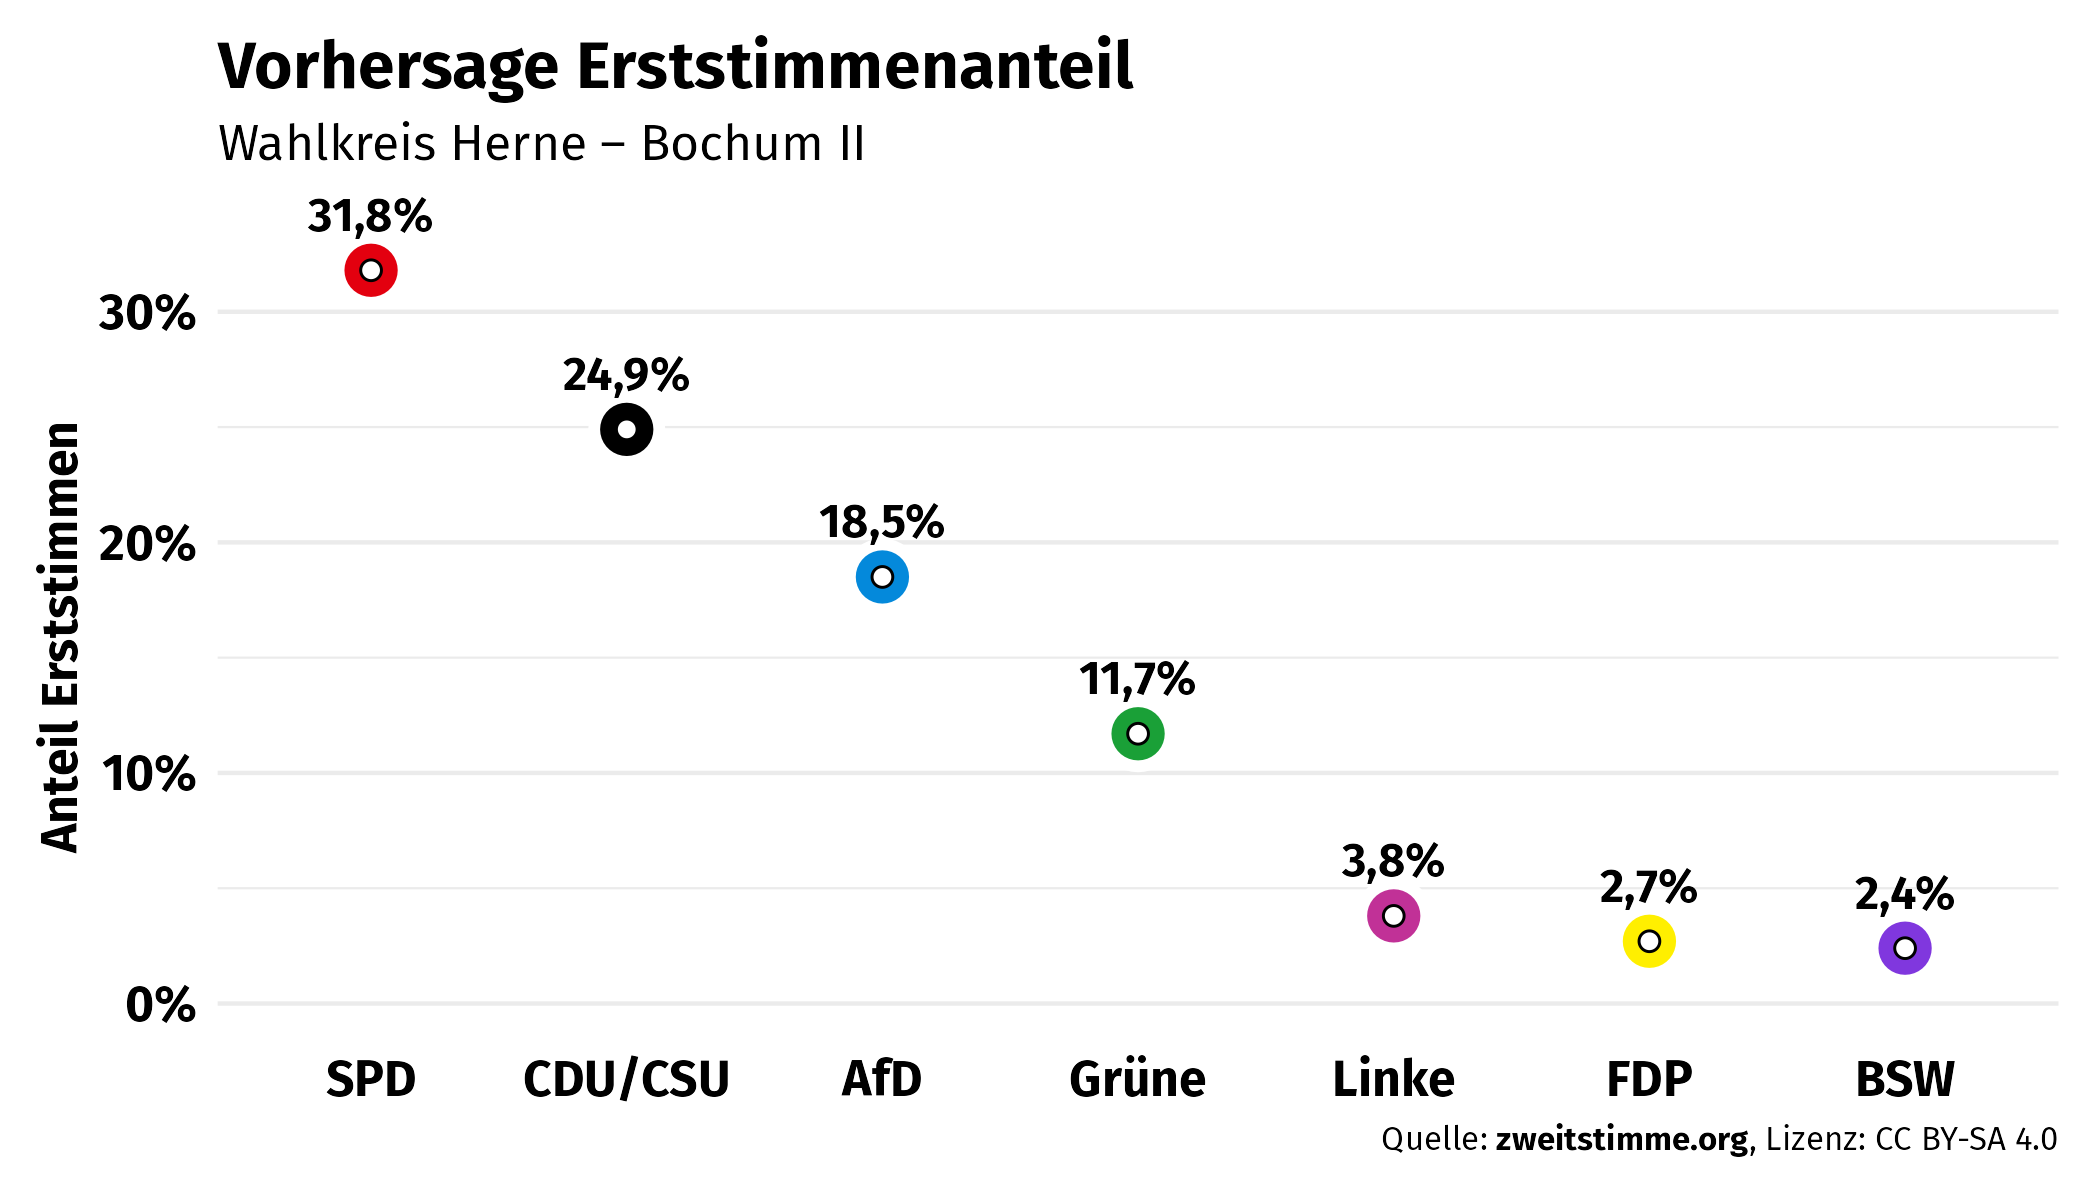 Vorhersage Erststimmenanteil
Wahlkreis Herne – Bochum II
31,8%
30%
24,9%
18,5%
20%
11,7%
10%
3,8%
2,7%
2,4%
0%
Anteil Erststimmen
SPD CDU/CSU AfD Grüne Linke FDP BSW
Quelle: zweitstimme.org, Lizenz: CC BY-SA 4.0